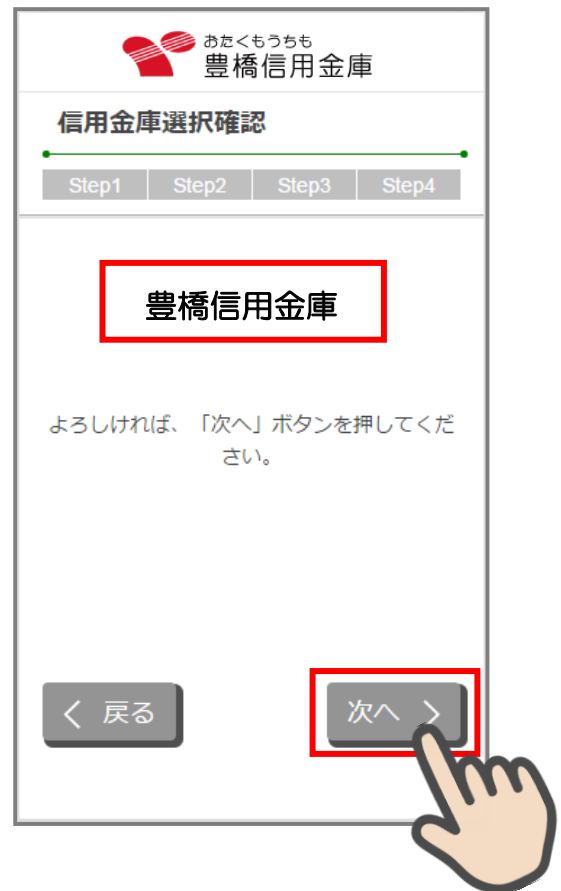 おたくもうちも
豊橋信用金庫
信用金庫選択確認
Step1 Step2 Step3 Step4
豊橋信用金庫
よろしければ、「次へ」ボタンを押してくだ
さい。
戻る 次へ